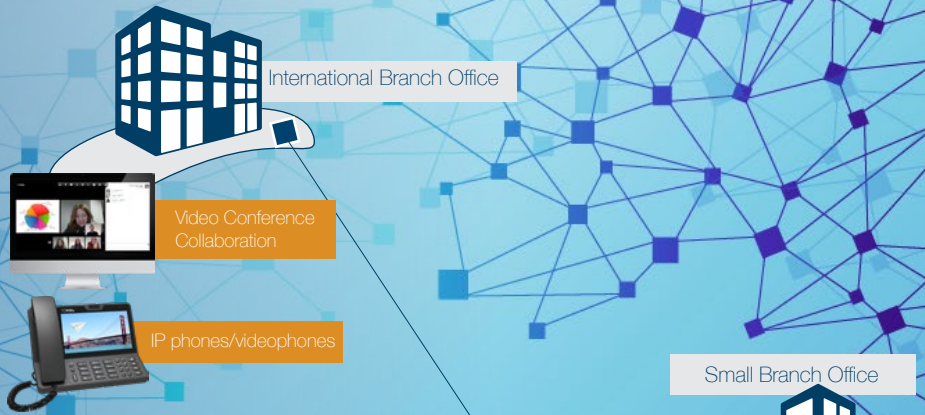 International Branch Office
Video Conference
Collaboration
IP phones/videophones
Small Branch Office